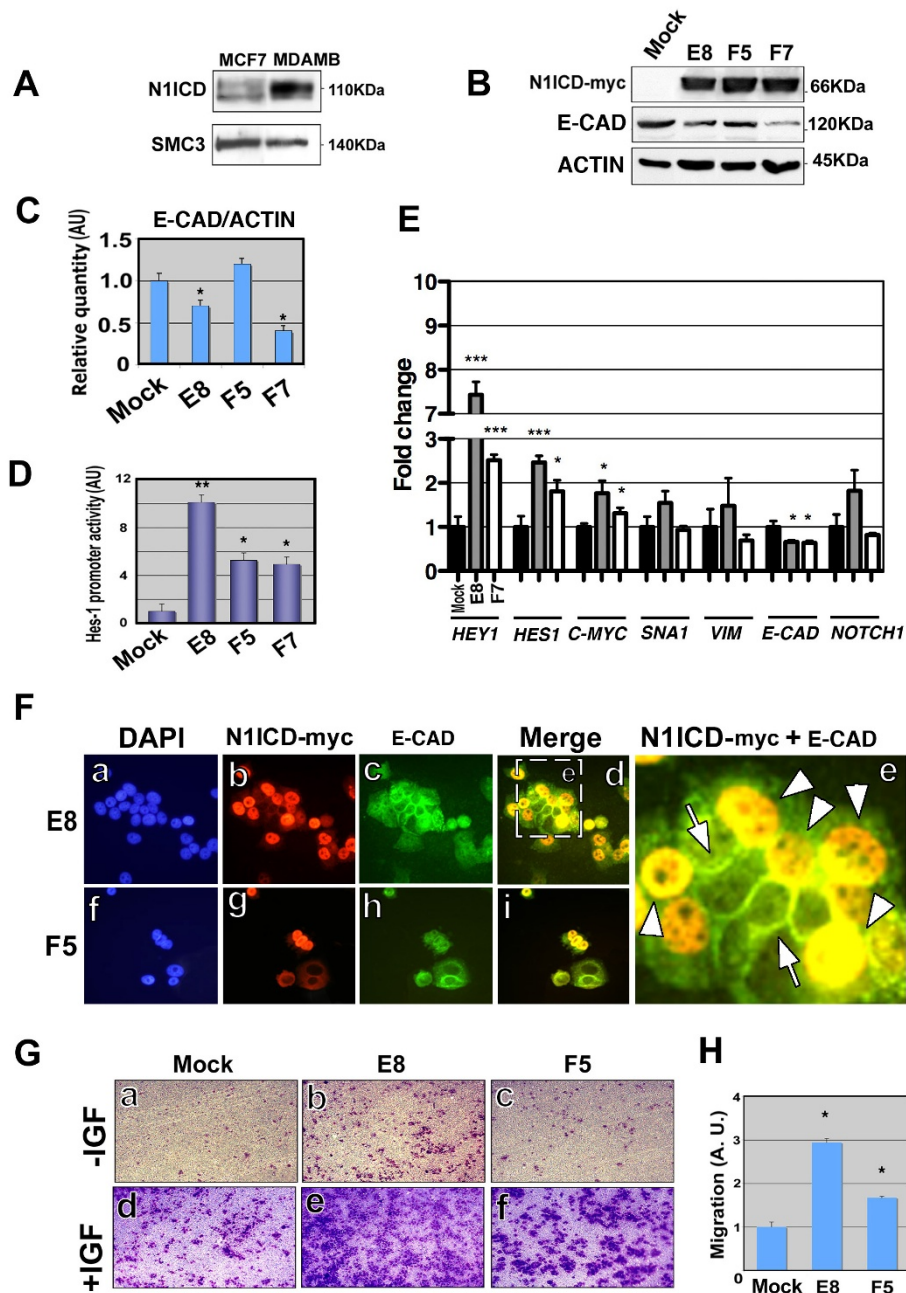 A
MCF7 MDAMB
N1ICD
110KDa
SMC3
140KDa
B
Mock E8 F5 F7
N1ICD-myc
66KDa
E-CAD
120KDa
ACTIN
45KDa
C
E-CAD/ACTIN
Relative quantity (AU)
1.5
1.0
0.5
0
*
*
Mock E8 F5 F7
D
Hes-1 promoter activity (AU)
12
8
4
0
**
*
*
Mock E8 F5 F7
E
Fold change
10
9
8
7
3
2
1
0
***
***
***
*
*
*
* *
Mock E8 F7
HEY1 HES1 C-MYC SNA1 VIM E-CAD NOTCH1
F
DAPI N1ICD-myc E-CAD Merge N1ICD-myc + E-CAD
E8
a b c e d e
F5
f g h i
G
Mock E8 F5
-IGF
a b c
+IGF
d e f
H
Migration (A. U.)
4
3
2
1
0
*
*
Mock E8 F5